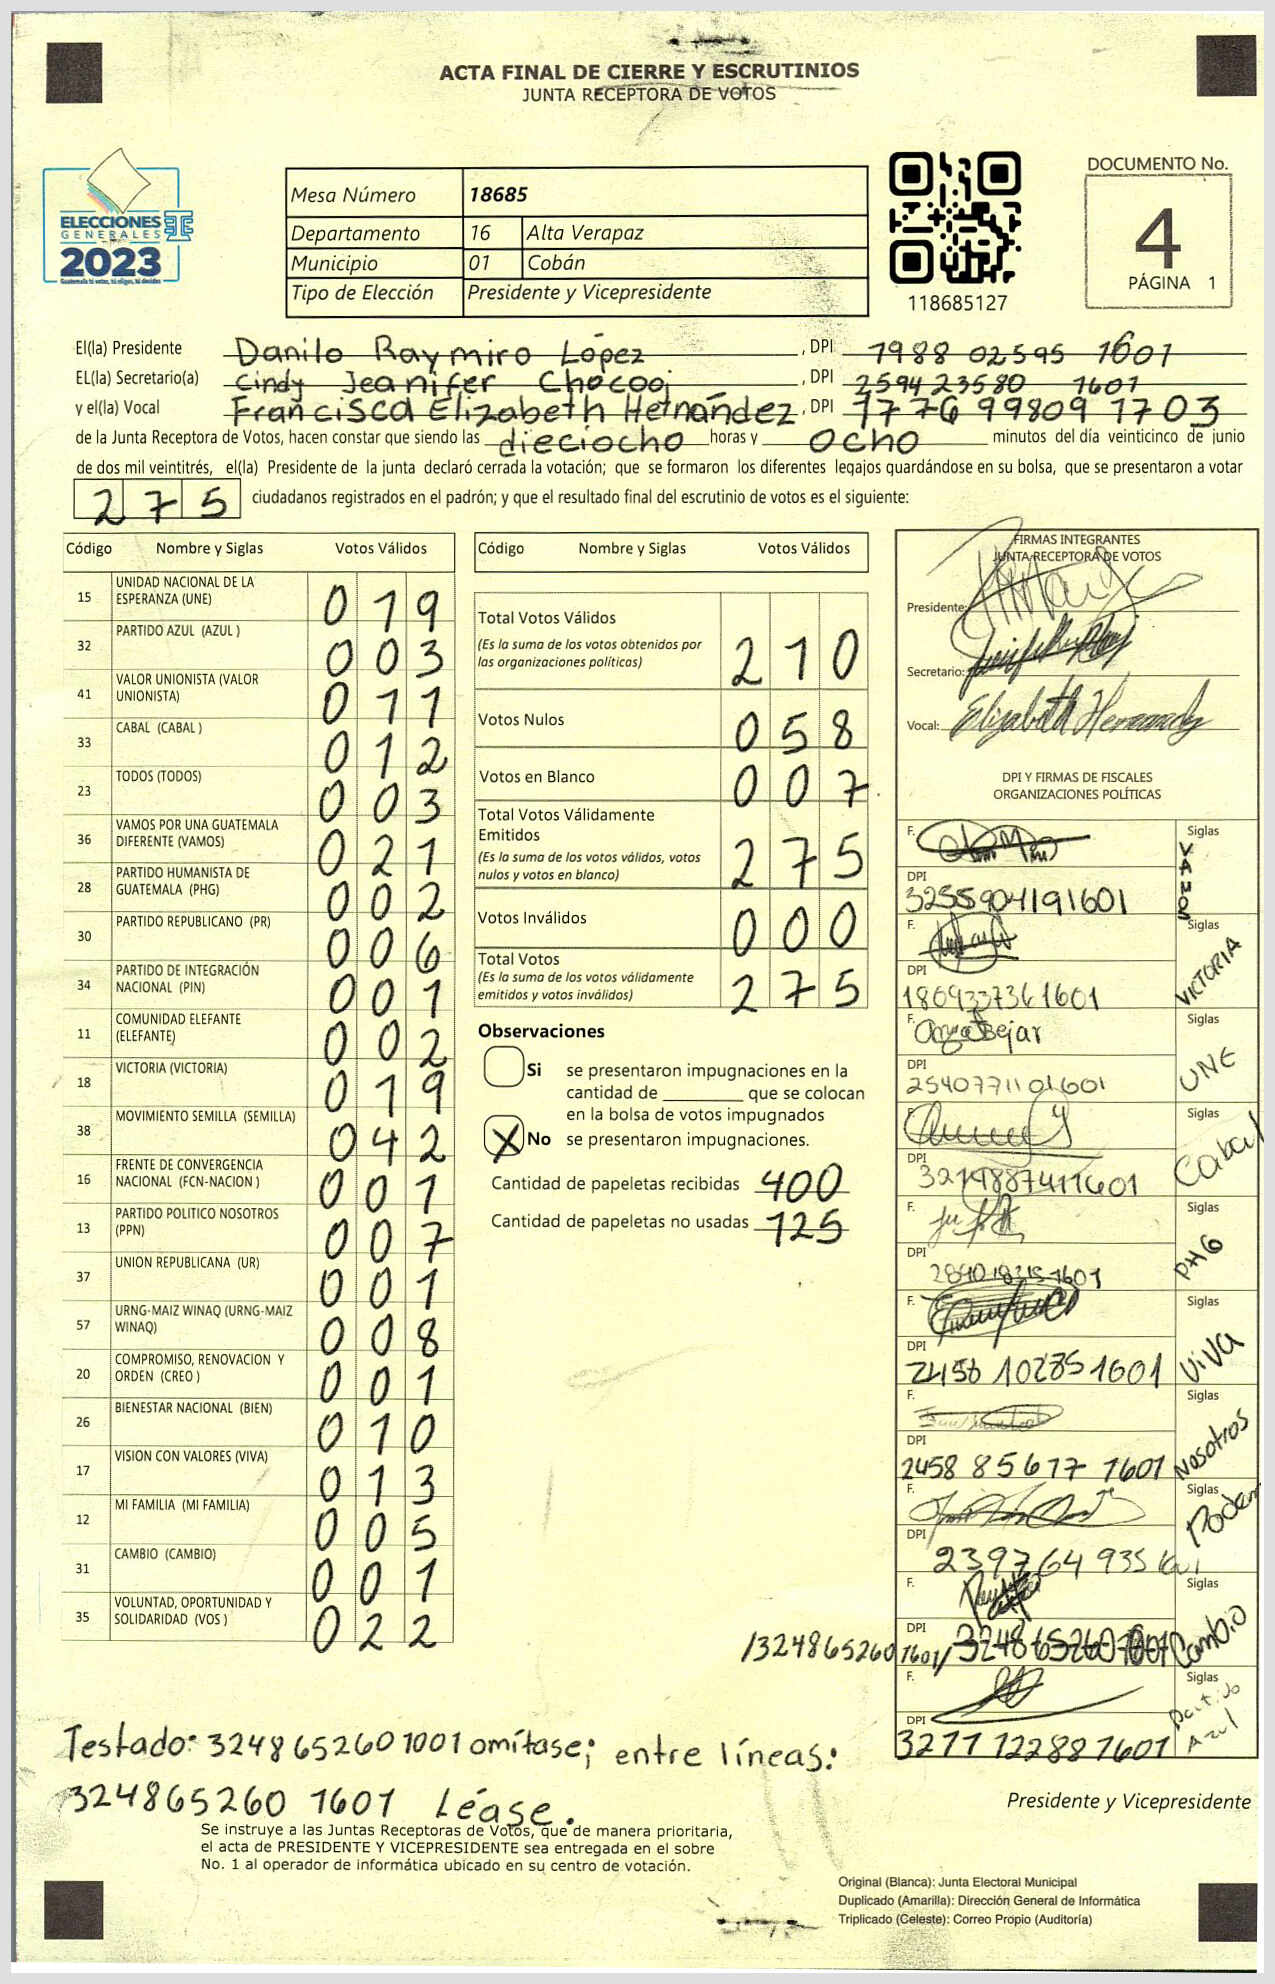 ACTA FINAL DE CIERRE Y ESCRUTINIOS
JUNTA RECEPTORA DE VOTOS
ELECCIONES
GENERALES
2023
Guatemala tú votas, tú eliges, tú decides
Mesa Número 18685
Departamento 16 Alta Verapaz
Municipio 01 Cobán
Tipo de Elección Presidente y Vicepresidente
118685127
DOCUMENTO No.
4
PÁGINA 1
El(la) Presidente Danilo Raymiro López, DPI 1988 02595 1601
EL(la) Secretario(a) Cindy Jeanifer Chocooj, DPI 2594 23580 1601
y el(la) Vocal Francisca Elizabeth Hernández, DPI 1776 99809 1703
de la Junta Receptora de Votos, hacen constar que siendo las dieciocho horas y ocho minutos del día veinticinco de junio
de dos mil veintitrés, el(la) Presidente de la junta declaró cerrada la votación; que se formaron los diferentes legajos guardándose en su bolsa, que se presentaron a votar
275 ciudadanos registrados en el padrón; y que el resultado final del escrutinio de votos es el siguiente:
Código Nombre y Siglas Votos Válidos
15 UNIDAD NACIONAL DE LA ESPERANZA (UNE) 019
32 PARTIDO AZUL (AZUL ) 003
41 VALOR UNIONISTA (VALOR UNIONISTA) 011
33 CABAL (CABAL ) 012
23 TODOS (TODOS) 003
36 VAMOS POR UNA GUATEMALA DIFERENTE (VAMOS) 021
28 PARTIDO HUMANISTA DE GUATEMALA (PHG) 002
30 PARTIDO REPUBLICANO (PR) 006
34 PARTIDO DE INTEGRACIÓN NACIONAL (PIN) 001
11 COMUNIDAD ELEFANTE (ELEFANTE) 002
18 VICTORIA (VICTORIA) 019
38 MOVIMIENTO SEMILLA (SEMILLA) 042
16 FRENTE DE CONVERGENCIA NACIONAL (FCN-NACION ) 001
13 PARTIDO POLITICO NOSOTROS (PPN) 007
37 UNION REPUBLICANA (UR) 001
57 URNG-MAIZ WINAQ (URNG-MAIZ WINAQ) 008
20 COMPROMISO, RENOVACION Y ORDEN (CREO ) 001
26 BIENESTAR NACIONAL (BIEN) 010
17 VISION CON VALORES (VIVA) 013
12 MI FAMILIA (MI FAMILIA) 005
31 CAMBIO (CAMBIO) 001
35 VOLUNTAD, OPORTUNIDAD Y SOLIDARIDAD (VOS ) 022
Código Nombre y Siglas Votos Válidos
Total Votos Válidos 210
(Es la suma de los votos obtenidos por
las organizaciones políticas)
Votos Nulos 058
Votos en Blanco 007
Total Votos Válidamente Emitidos 275
(Es la suma de los votos válidos, votos
nulos y votos en blanco)
Votos Inválidos 000
Total Votos 275
(Es la suma de los votos válidamente
emitidos y votos inválidos)
Observaciones
Si se presentaron impugnaciones en la
cantidad de ________ que se colocan
en la bolsa de votos impugnados
X No se presentaron impugnaciones.
Cantidad de papeletas recibidas 400
Cantidad de papeletas no usadas 125
FIRMAS INTEGRANTES
JUNTA RECEPTORA DE VOTOS
Presidente:
Secretario:
Vocal: Elizabeth Hernandez
DPI Y FIRMAS DE FISCALES
ORGANIZACIONES POLÍTICAS
F. Siglas VAMOS
DPI 3255904191601
F. Siglas VICTORIA
DPI 1809337361601
F. Siglas UNE
DPI 2540771101601
F. Siglas Cabal
DPI 3219887411601
F. Siglas PHG
DPI 2840 18315 1601
F. Siglas VIVA
DPI 2458 10285 1601
F. Siglas Nosotros
DPI 2458 85617 1601
F. Siglas Podem
DPI 2397 64 935 1601
F. Siglas Cambio
DPI
/324865260 1601/
F. Siglas Partido Azul
DPI 3211 12288 1601
Testado: 3248652601001 omítase; entre líneas:
324865260 1601 Léase.
Presidente y Vicepresidente
Se instruye a las Juntas Receptoras de Votos, que de manera prioritaria,
el acta de PRESIDENTE Y VICEPRESIDENTE sea entregada en el sobre
No. 1 al operador de informática ubicado en su centro de votación.
Original (Blanca): Junta Electoral Municipal
Duplicado (Amarilla): Dirección General de Informática
Triplicado (Celeste): Correo Propio (Auditoría)